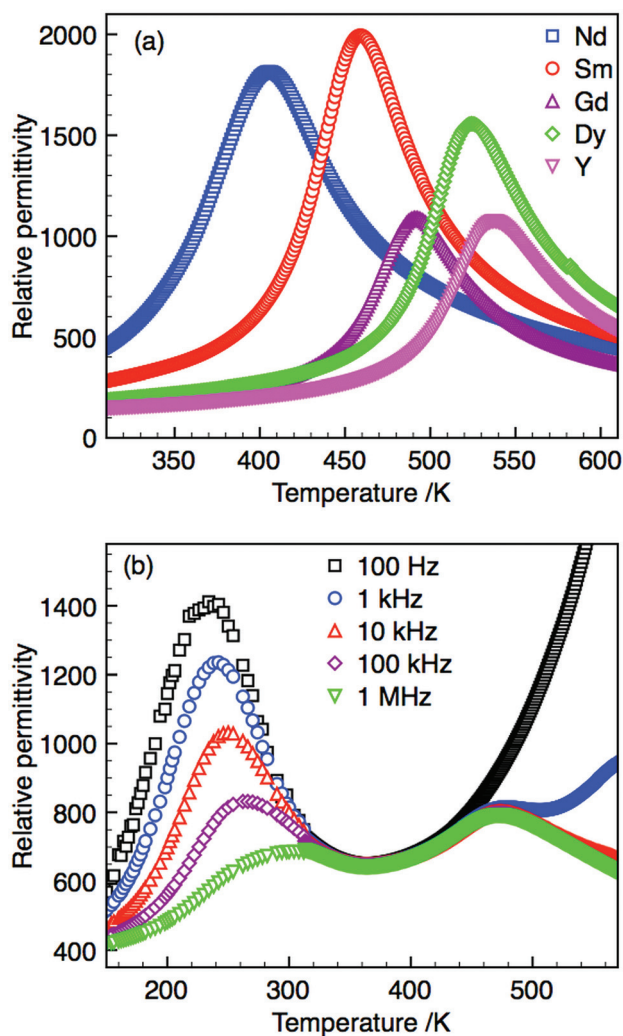 (a)
Nd
Sm
Gd
Dy
Y
2000
1500
1000
500
0
Relative permittivity
350 400 450 500 550 600
Temperature /K
(b)
100 Hz
1 kHz
10 kHz
100 kHz
1 MHz
1400
1200
1000
800
600
400
Relative permittivity
200 300 400 500
Temperature /K